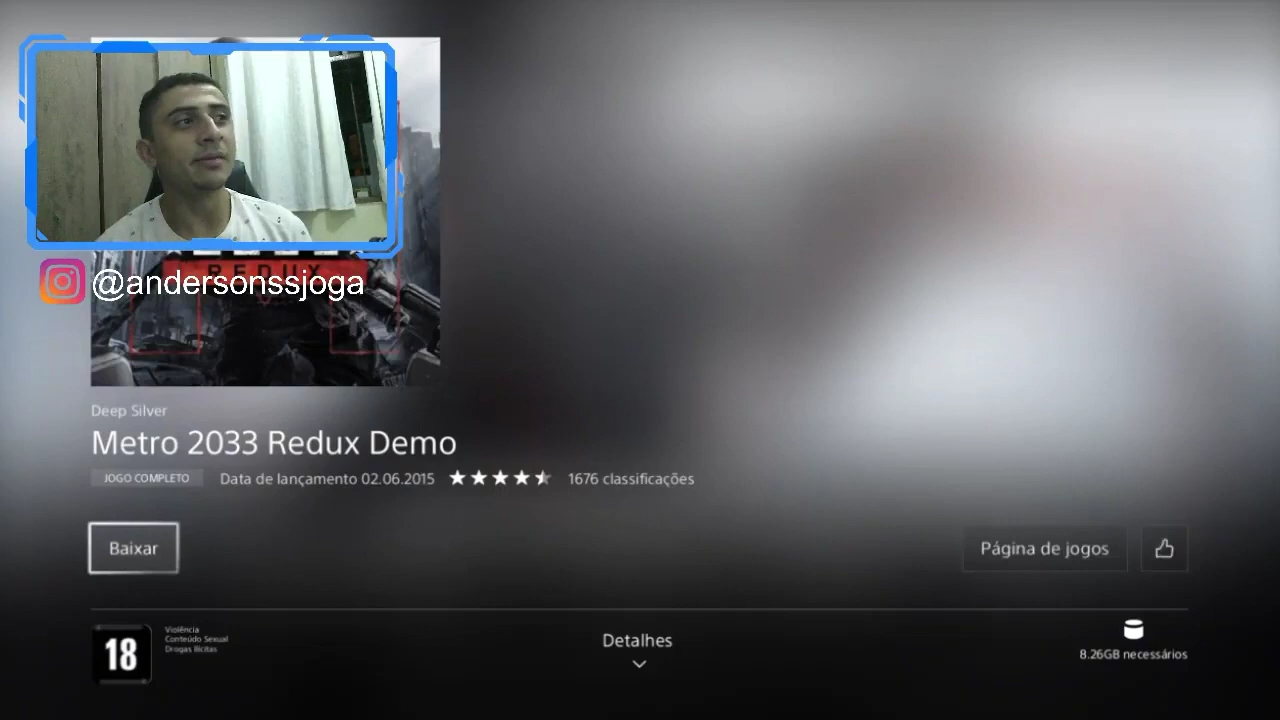 REDUX
@andersonssjoga
Deep Silver
Metro 2033 Redux Demo
JOGO COMPLETO Data de lançamento 02.06.2015 1676 classificações
Baixar
Página de jogos
18
Violência
Conteúdo Sexual
Drogas Ilícitas
Detalhes
8.26GB necessários